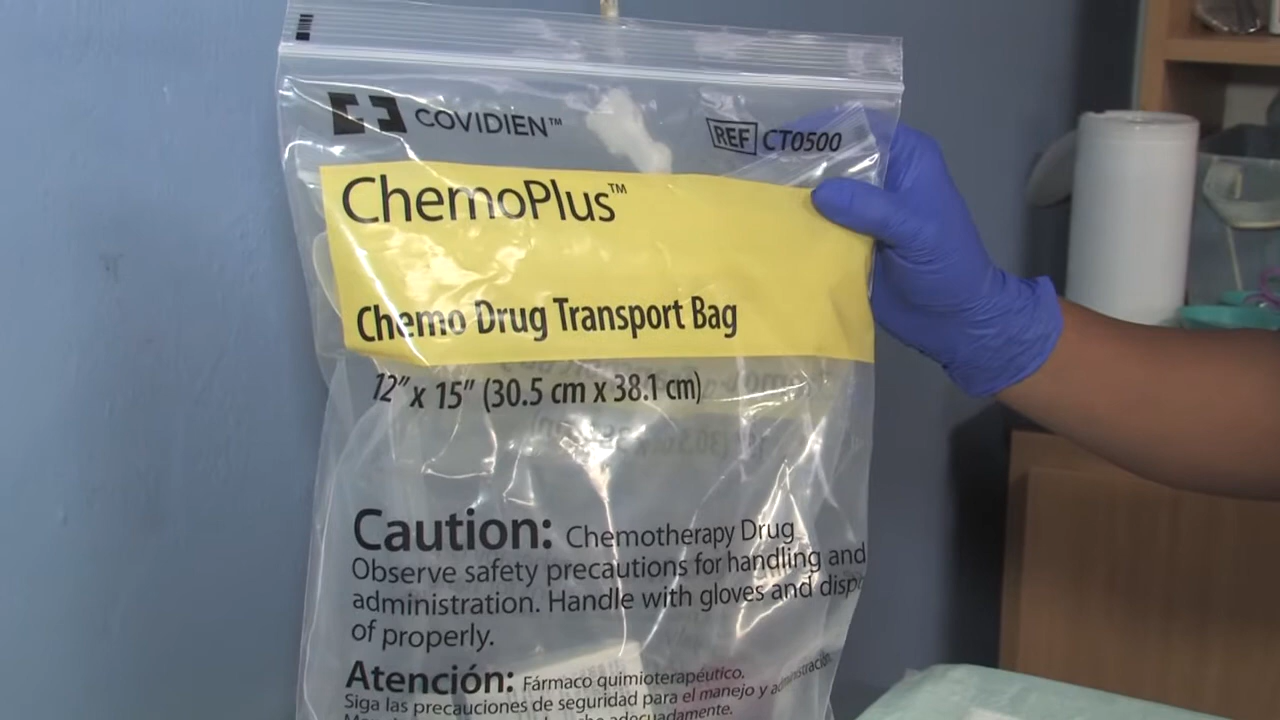 COVIDIEN™
REF CT0500
ChemoPlus™
Chemo Drug Transport Bag
12" x 15" (30.5 cm x 38.1 cm)
Caution: Chemotherapy Drug
Observe safety precautions for handling and
administration. Handle with gloves and
of properly.
Atención: Fármaco quimioterapéutico.
Siga las precauciones de seguridad para el manejo y administración.
adecuadamente.